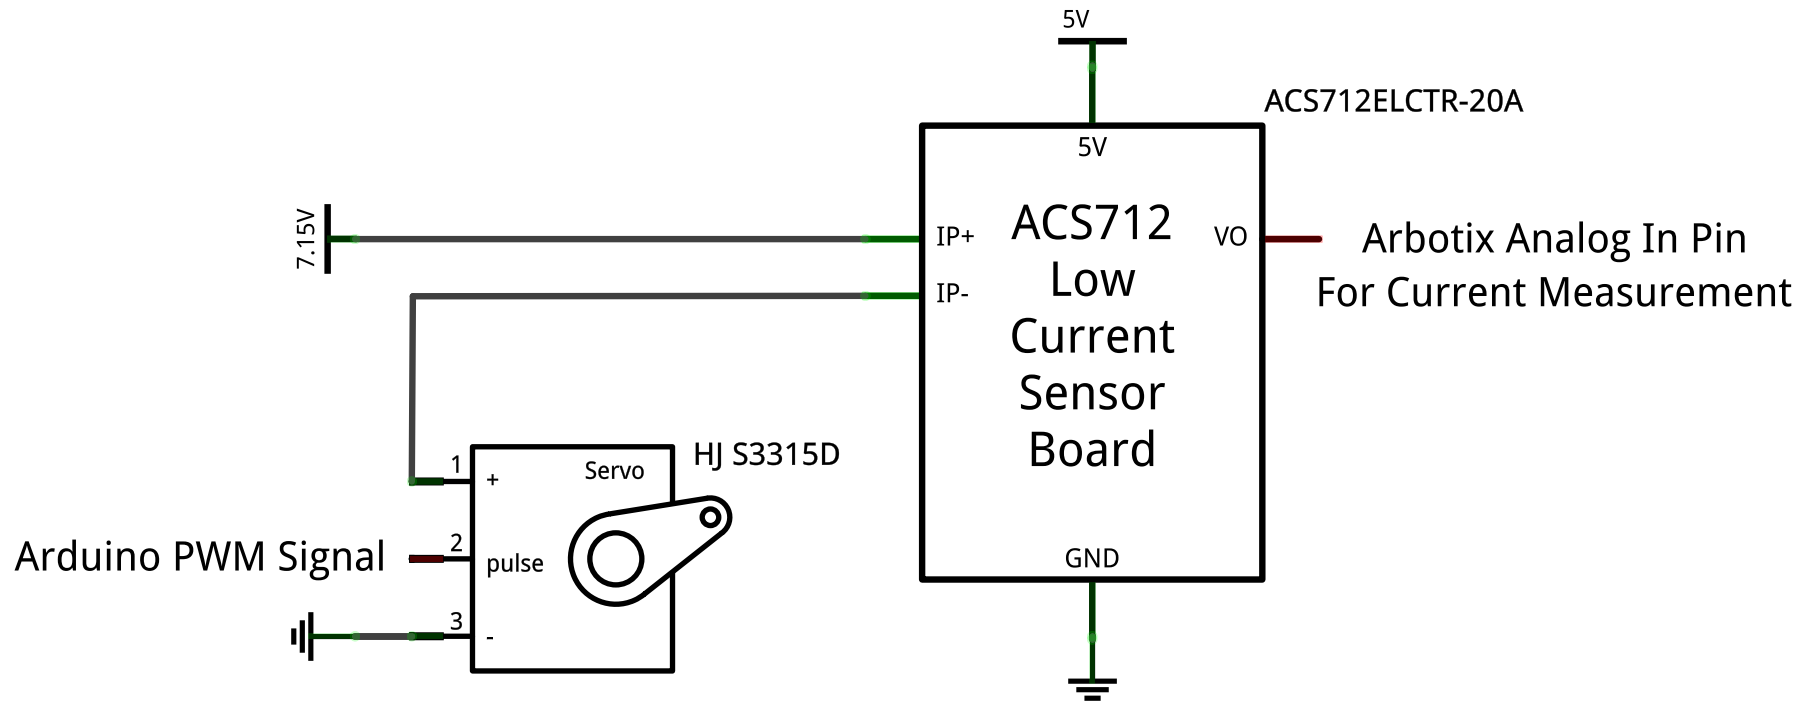 5V
ACS712ELCTR-20A
5V
7.15V
IP+
ACS712
VO
Arbotix Analog In Pin
IP-
Low
For Current Measurement
Current
Sensor
Board
HJ S3315D
1
Servo
+
Arduino PWM Signal
2
pulse
GND
3
-